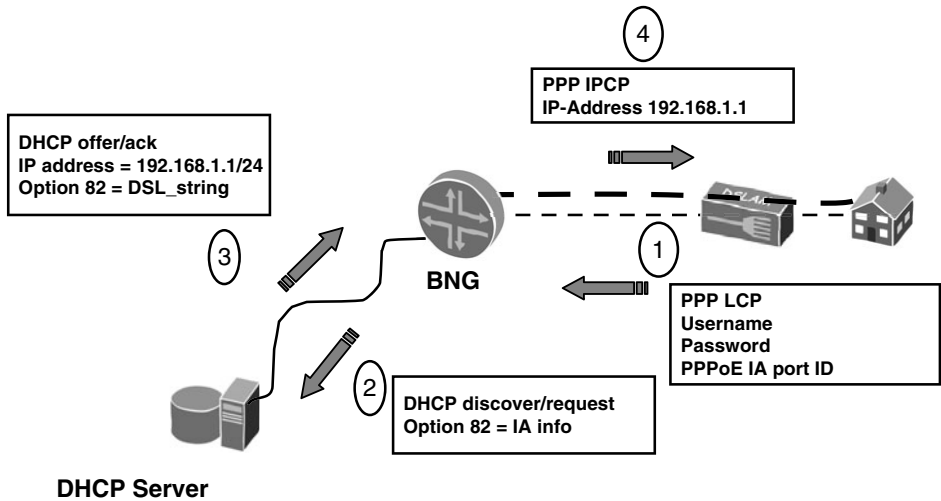 4
PPP IPCP
IP-Address 192.168.1.1
DHCP offer/ack
IP address = 192.168.1.1/24
Option 82 = DSL_string
DSLAM
3
BNG
1
PPP LCP
Username
Password
PPPoE IA port ID
2
DHCP discover/request
Option 82 = IA info
DHCP Server